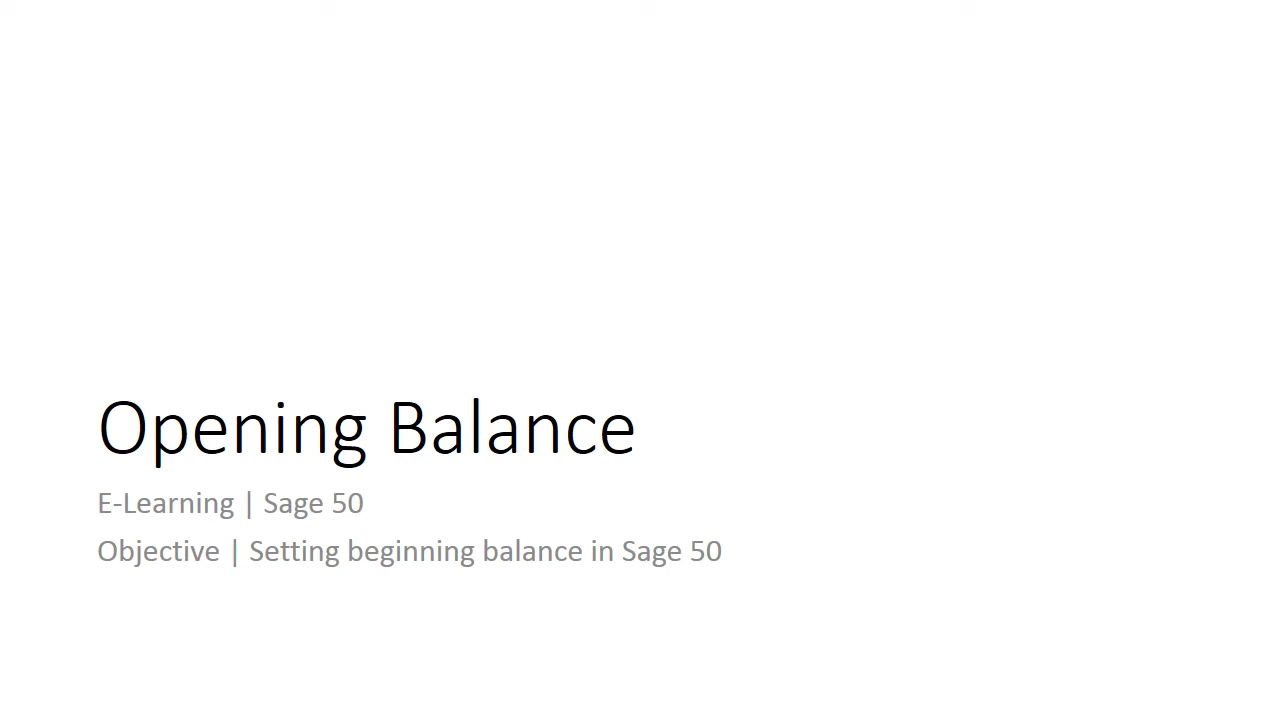 Opening Balance
E-Learning | Sage 50
Objective | Setting beginning balance in Sage 50